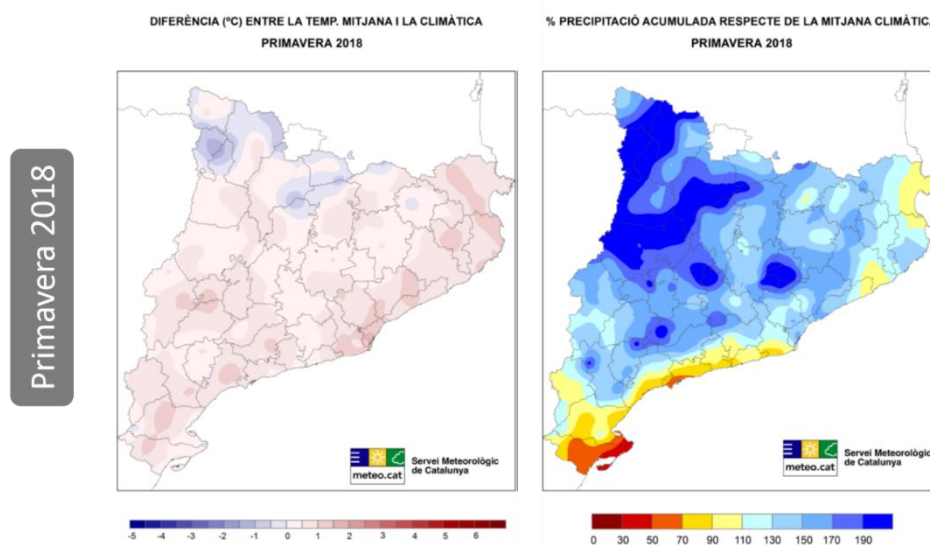 DIFERÈNCIA (ºC) ENTRE LA TEMP. MITJANA I LA CLIMÀTICA
PRIMAVERA 2018
% PRECIPITACIÓ ACUMULADA RESPECTE DE LA MITJANA CLIMÀTICA
PRIMAVERA 2018
Primavera 2018
meteo.cat
Servei Meteorològic
de Catalunya
meteo.cat
Servei Meteorològic
de Catalunya
-5 -4 -3 -2 -1 0 1 2 3 4 5 6
0 30 50 70 90 110 130 150 170 190